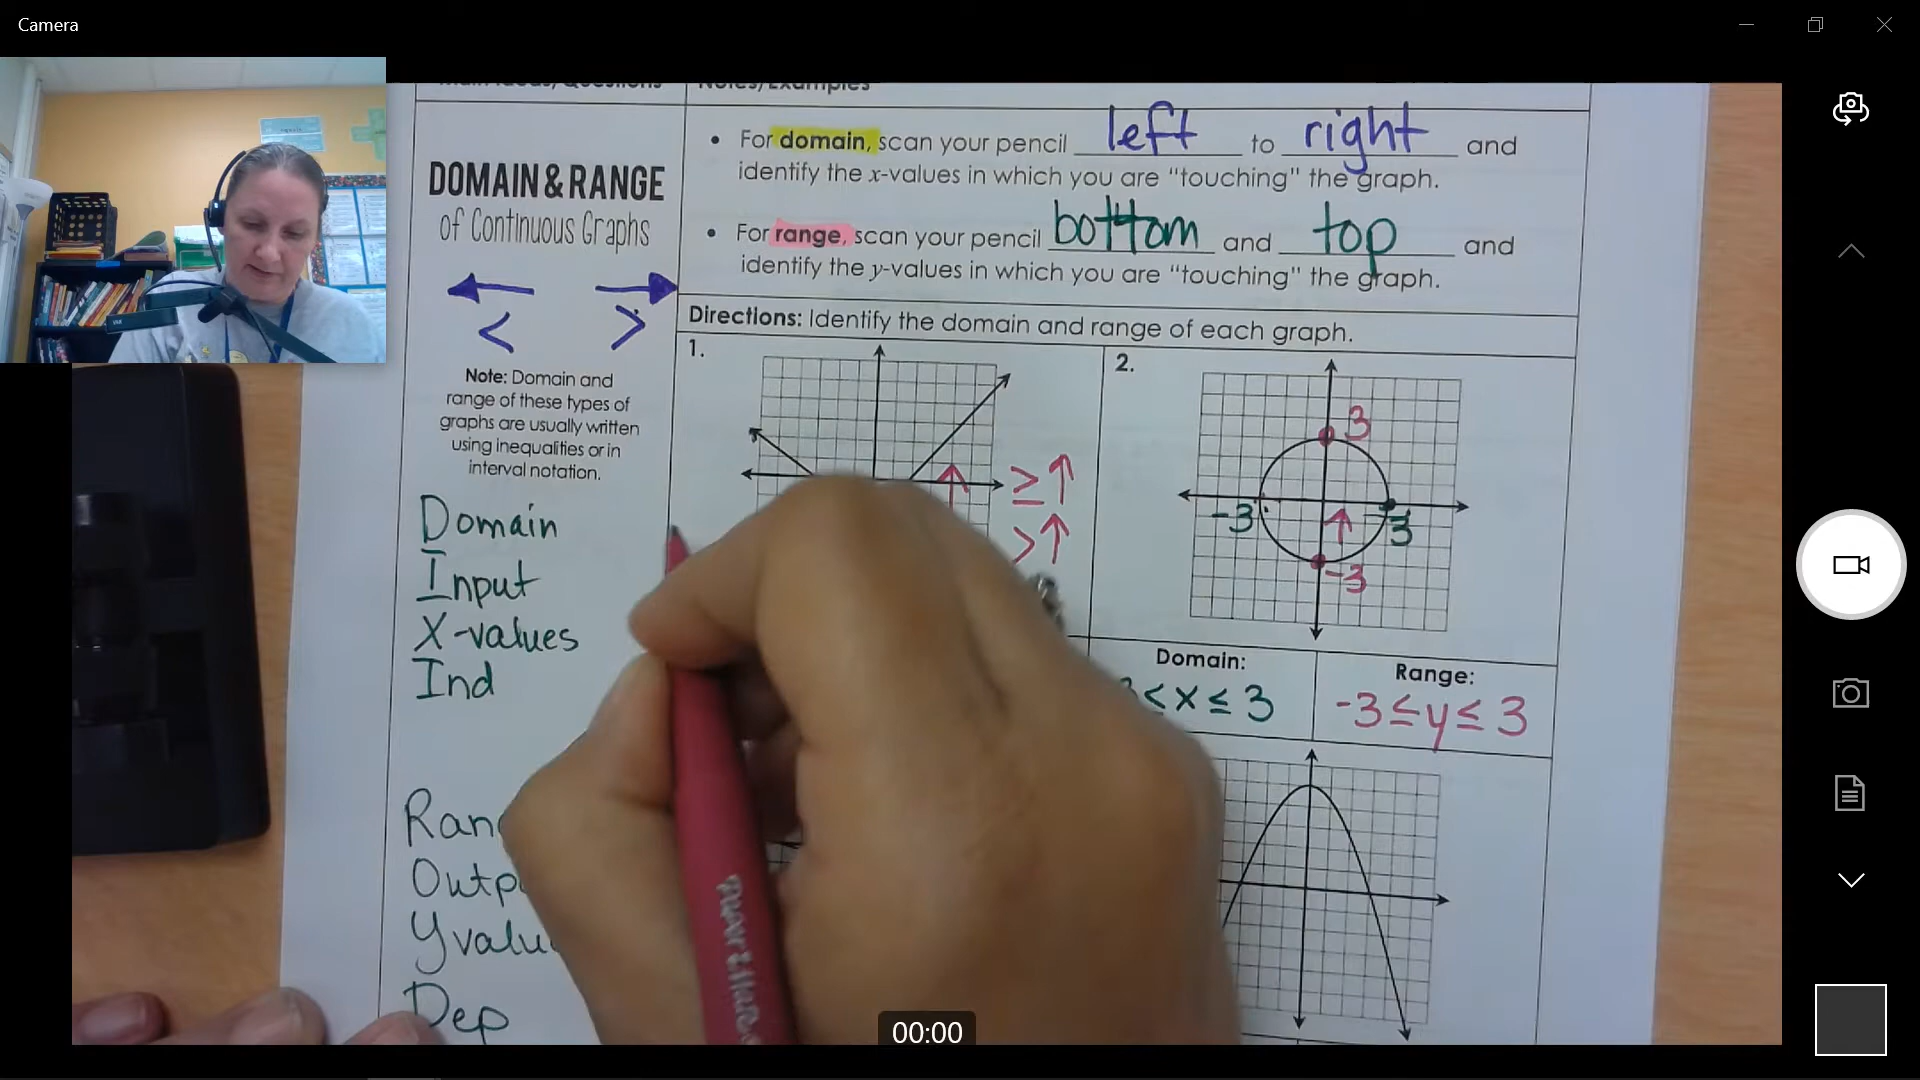 Camera
Notes/Examples
DOMAIN & RANGE
of Continuous Graphs
< >
Note: Domain and
range of these types of
graphs are usually written
using inequalities or in
interval notation.
Domain
Input
X-values
Ind
Dep
• For domain, scan your pencil left to right and
identify the x-values in which you are “touching” the graph.
• For range, scan your pencil bottom and top and
identify the y-values in which you are “touching” the graph.
Directions: Identify the domain and range of each graph.
1.
≥↑
>↑
2.
3
-3 3
-3
Domain:
≤ x ≤ 3
Range:
-3 ≤ y ≤ 3
PaperMate
00:00